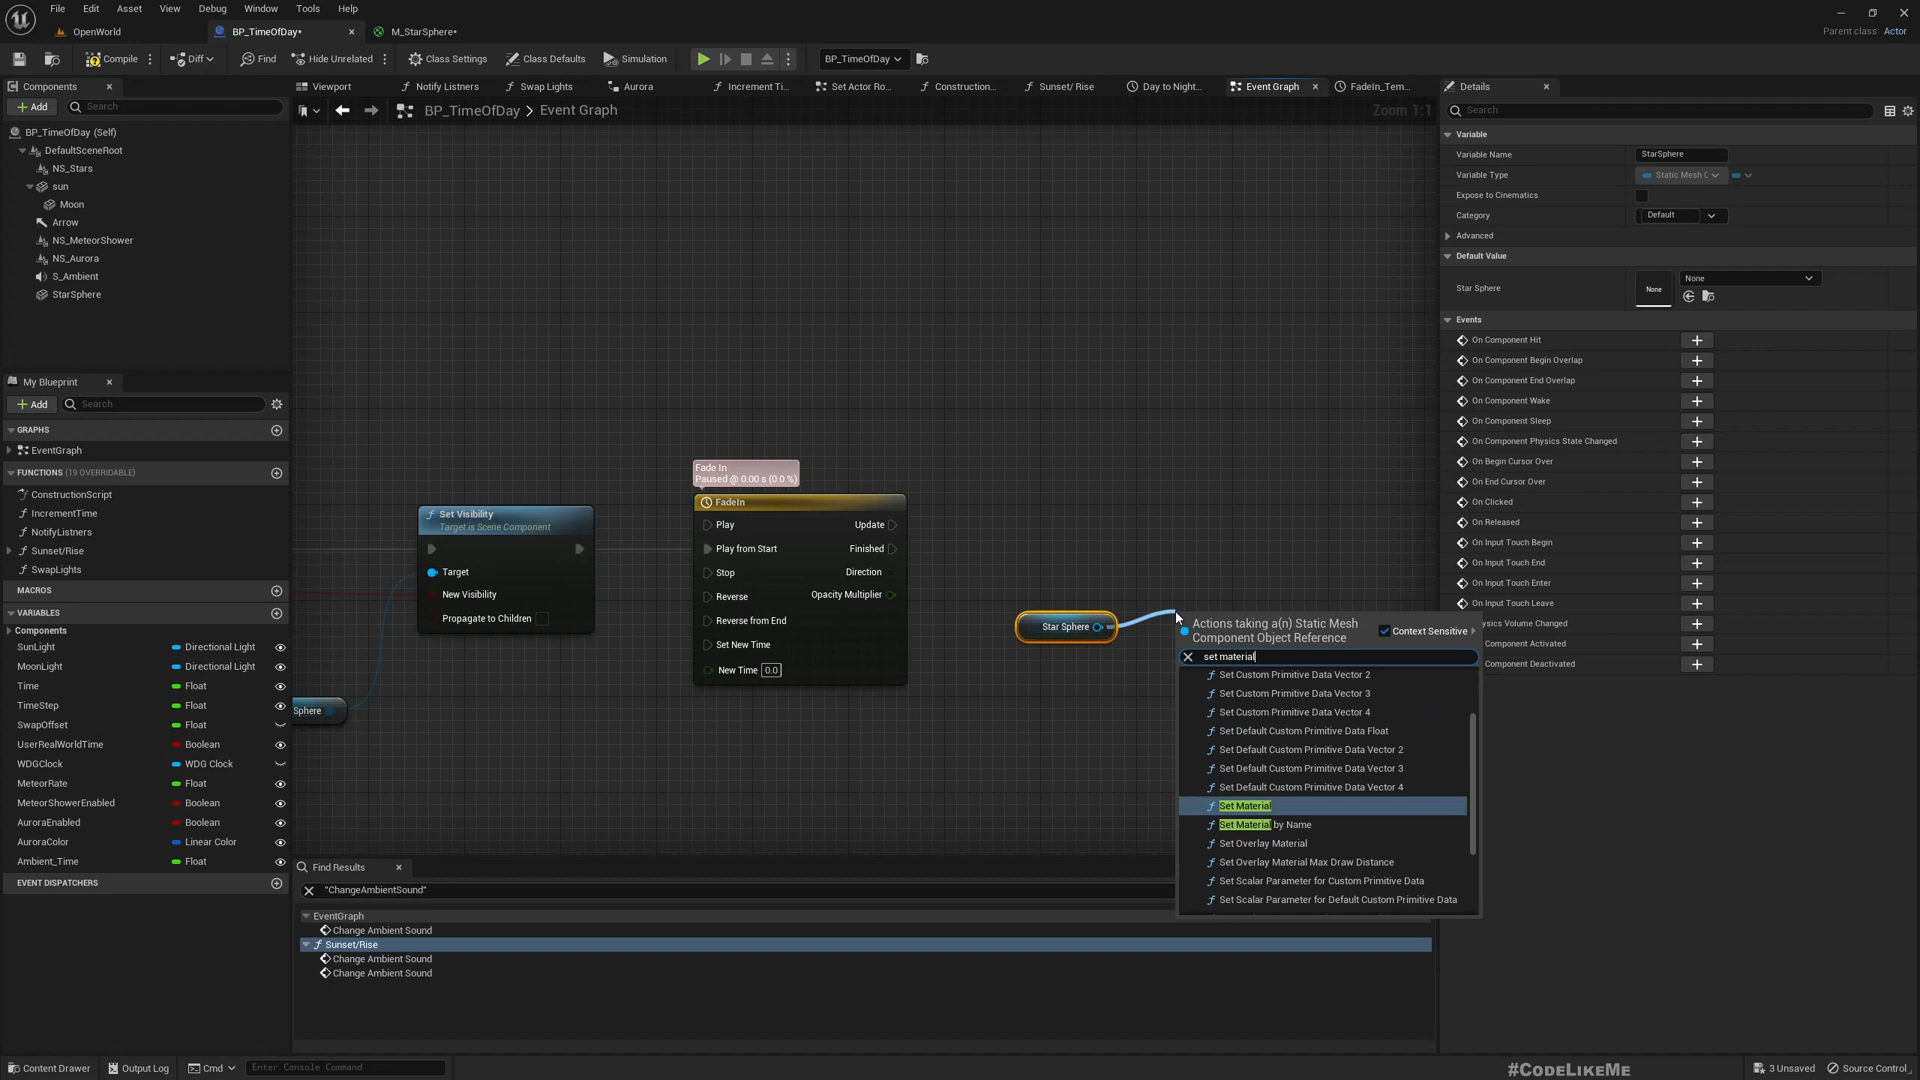 File Edit Asset View Debug Window Tools Help
OpenWorld BP_TimeOfDay* M_StarSphere* Parent class: Actor
Compile Diff Find Hide Unrelated Class Settings Class Defaults Simulation BP_TimeOfDay
Components Viewport Notify Listners Swap Lights Aurora Increment Ti... Set Actor Ro... Construction... Sunset/ Rise Day to Night... Event Graph FadeIn_Tem... Details
Add Search BP_TimeOfDay > Event Graph Zoom 1:1 Search
BP_TimeOfDay (Self)
DefaultSceneRoot
NS_Stars
sun
Moon
Arrow
NS_MeteorShower
NS_Aurora
S_Ambient
StarSphere
My Blueprint
Add Search
GRAPHS
EventGraph
FUNCTIONS (19 OVERRIDABLE)
ConstructionScript
IncrementTime
NotifyListners
Sunset/Rise
SwapLights
MACROS
VARIABLES
Components
SunLight Directional Light
MoonLight Directional Light
Time Float
TimeStep Float
SwapOffset Float
UserRealWorldTime Boolean
WDGClock WDG Clock
MeteorRate Float
MeteorShowerEnabled Boolean
AuroraEnabled Boolean
AuroraColor Linear Color
Ambient_Time Float
EVENT DISPATCHERS
Set Visibility
Target is Scene Component
Target
New Visibility
Propagate to Children
Sphere
Fade In
Paused @ 0.00 s (0.0 %)
FadeIn
Play Update
Play from Start Finished
Stop Direction
Reverse Opacity Multiplier
Reverse from End
Set New Time
New Time 0.0
Star Sphere
Actions taking a(n) Static Mesh
Component Object Reference
Context Sensitive
set material
Set Custom Primitive Data Vector 2
Set Custom Primitive Data Vector 3
Set Custom Primitive Data Vector 4
Set Default Custom Primitive Data Float
Set Default Custom Primitive Data Vector 2
Set Default Custom Primitive Data Vector 3
Set Default Custom Primitive Data Vector 4
Set Material
Set Material by Name
Set Overlay Material
Set Overlay Material Max Draw Distance
Set Scalar Parameter for Custom Primitive Data
Set Scalar Parameter for Default Custom Primitive Data
Variable
Variable Name StarSphere
Variable Type Static Mesh C
Expose to Cinematics
Category Default
Advanced
Default Value
Star Sphere None None
Events
On Component Hit
On Component Begin Overlap
On Component End Overlap
On Component Wake
On Component Sleep
On Component Physics State Changed
On Begin Cursor Over
On End Cursor Over
On Clicked
On Released
On Input Touch Begin
On Input Touch End
On Input Touch Enter
On Input Touch Leave
ysics Volume Changed
Component Activated
Component Deactivated
Find Results
"ChangeAmbientSound"
EventGraph
Change Ambient Sound
Sunset/Rise
Change Ambient Sound
Change Ambient Sound
Content Drawer Output Log Cmd Enter Console Command #CODELIKEME 3 Unsaved Source Control